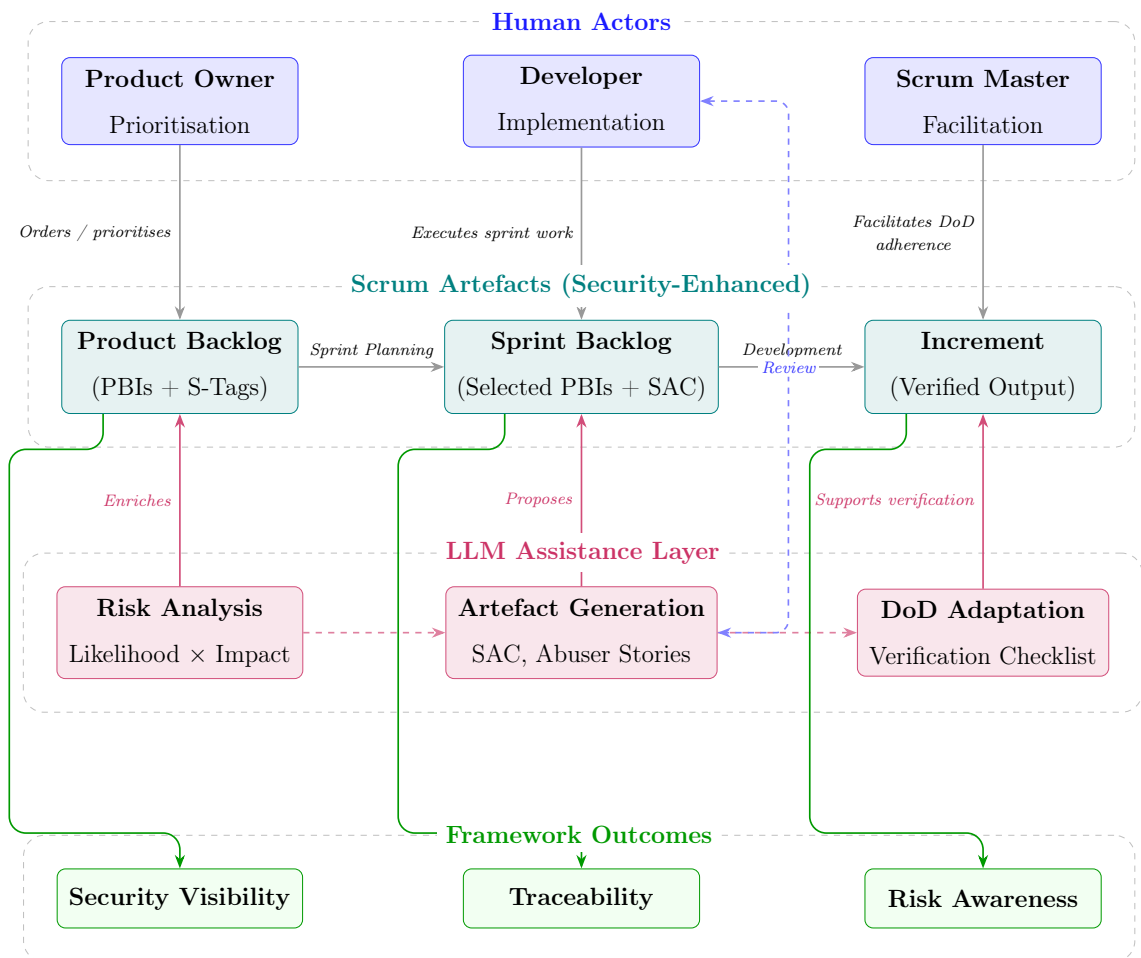 Human Actors
Product Owner
Prioritisation
Developer
Implementation
Scrum Master
Facilitation
Orders / prioritises
Executes sprint work
Facilitates DoD
adherence
Scrum Artefacts (Security-Enhanced)
Product Backlog
(PBIs + S-Tags)
Sprint Planning
Sprint Backlog
(Selected PBIs + SAC)
Development
Review
Increment
(Verified Output)
Enriches
Proposes
Supports verification
LLM Assistance Layer
Risk Analysis
Likelihood × Impact
Artefact Generation
SAC, Abuser Stories
DoD Adaptation
Verification Checklist
Framework Outcomes
Security Visibility
Traceability
Risk Awareness